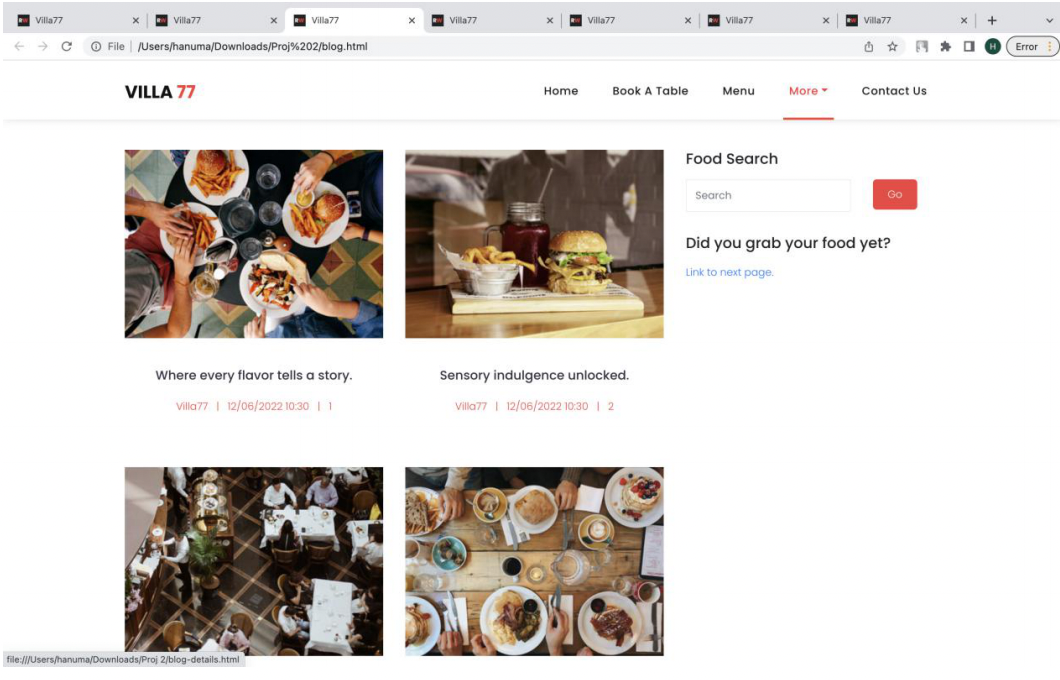 Villa77 Villa77 Villa77 Villa77 Villa77 Villa77 Villa77
File /Users/hanuma/Downloads/Proj%202/blog.html H Error
VILLA 77 Home Book A Table Menu More Contact Us
Food Search
Search Go
Did you grab your food yet?
Link to next page.
Where every flavor tells a story. Sensory indulgence unlocked.
Villa77 | 12/06/2022 10:30 | 1 Villa77 | 12/06/2022 10:30 | 2
file:///Users/hanuma/Downloads/Proj 2/blog-details.html